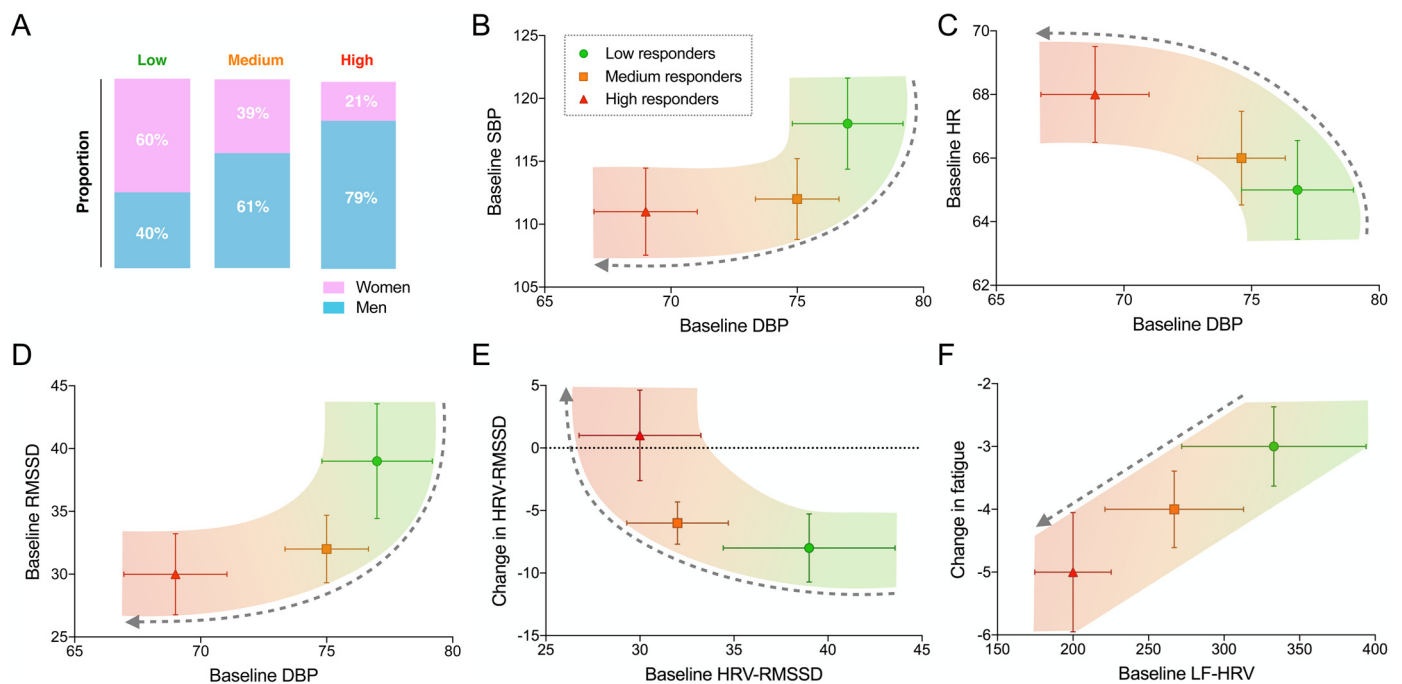 A
Low
Medium
High
Proportion
60%
40%
39%
61%
21%
79%
Women
Men
B
Baseline SBP
125
120
115
110
105
65
70
75
80
Baseline DBP
Low responders
Medium responders
High responders
C
Baseline HR
70
68
66
64
62
65
70
75
80
Baseline DBP
D
Baseline RMSSD
45
40
35
30
25
65
70
75
80
Baseline DBP
E
Change in HRV-RMSSD
5
0
-5
-10
-15
25
30
35
40
45
Baseline HRV-RMSSD
F
Change in fatigue
-2
-3
-4
-5
-6
150
200
250
300
350
400
Baseline LF-HRV